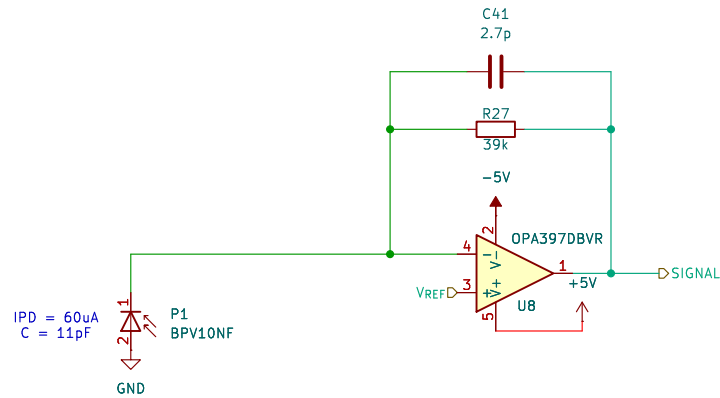 C41
2.7p
R27
39k
-5V
2
OPA397DBVR
4
-
V-
1
SIGNAL
+5V
VREF
3
+
V+
U8
5
1
P1
IPD = 60uA
BPV10NF
C = 11pF
2
GND